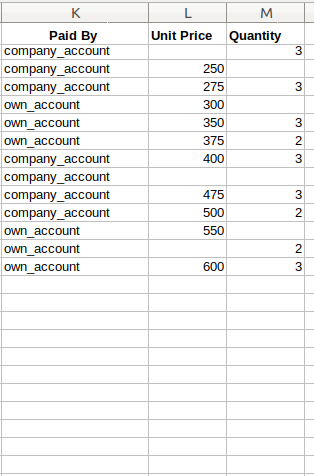 K L M
Paid By Unit Price Quantity
company_account 3
company_account 250
company_account 275 3
own_account 300
own_account 350 3
own_account 375 2
company_account 400 3
company_account
company_account 475 3
company_account 500 2
own_account 550
own_account 2
own_account 600 3